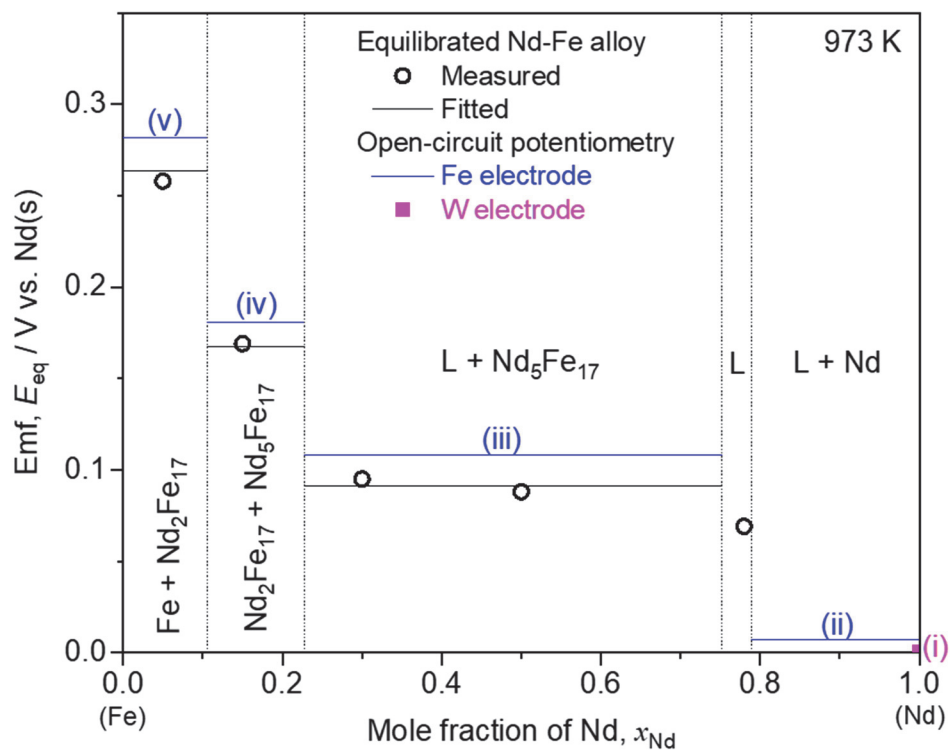 973 K
Equilibrated Nd-Fe alloy
Measured
Fitted
Open-circuit potentiometry
Fe electrode
W electrode
Emf, E_eq / V vs. Nd(s)
0.3
0.2
0.1
0.0
(v)
(iv)
(iii)
(ii)
(i)
Fe + Nd₂Fe₁₇
Nd₂Fe₁₇ + Nd₅Fe₁₇
L + Nd₅Fe₁₇
L
L + Nd
0.0 0.2 0.4 0.6 0.8 1.0
(Fe) (Nd)
Mole fraction of Nd, x_Nd